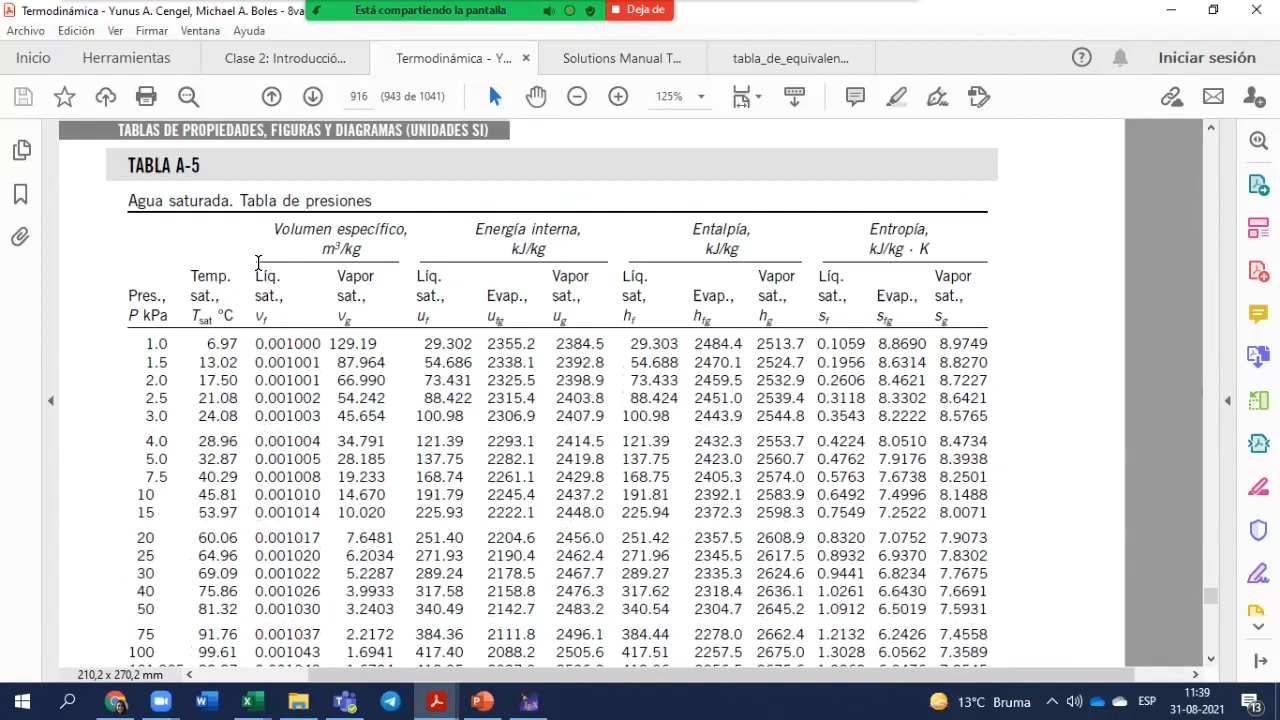 Termodinámica - Yunus A. Cengel, Michael A. Boles - 8va
Está compartiendo la pantalla
Deja de
Archivo Edición Ver Firmar Ventana Ayuda
Inicio Herramientas Clase 2: Introducció... Termodinámica - Y... × Solutions Manual T... tabla_de_equivalen... Iniciar sesión
916 (943 de 1041) 125%
TABLAS DE PROPIEDADES, FIGURAS Y DIAGRAMAS (UNIDADES SI)
TABLA A-5
Agua saturada. Tabla de presiones
Volumen específico, Energía interna, Entalpía, Entropía,
m³/kg kJ/kg kJ/kg kJ/kg · K
Temp. Líq. Vapor Líq. Vapor Líq. Vapor Líq. Vapor
Pres., sat., sat., sat., sat., Evap., sat., sat, Evap., sat., sat., Evap., sat.,
P kPa Tsat °C vf vg uf ufg ug hf hfg hg sf sfg sg
1.0 6.97 0.001000 129.19 29.302 2355.2 2384.5 29.303 2484.4 2513.7 0.1059 8.8690 8.9749
1.5 13.02 0.001001 87.964 54.686 2338.1 2392.8 54.688 2470.1 2524.7 0.1956 8.6314 8.8270
2.0 17.50 0.001001 66.990 73.431 2325.5 2398.9 73.433 2459.5 2532.9 0.2606 8.4621 8.7227
2.5 21.08 0.001002 54.242 88.422 2315.4 2403.8 88.424 2451.0 2539.4 0.3118 8.3302 8.6421
3.0 24.08 0.001003 45.654 100.98 2306.9 2407.9 100.98 2443.9 2544.8 0.3543 8.2222 8.5765
4.0 28.96 0.001004 34.791 121.39 2293.1 2414.5 121.39 2432.3 2553.7 0.4224 8.0510 8.4734
5.0 32.87 0.001005 28.185 137.75 2282.1 2419.8 137.75 2423.0 2560.7 0.4762 7.9176 8.3938
7.5 40.29 0.001008 19.233 168.74 2261.1 2429.8 168.75 2405.3 2574.0 0.5763 7.6738 8.2501
10 45.81 0.001010 14.670 191.79 2245.4 2437.2 191.81 2392.1 2583.9 0.6492 7.4996 8.1488
15 53.97 0.001014 10.020 225.93 2222.1 2448.0 225.94 2372.3 2598.3 0.7549 7.2522 8.0071
20 60.06 0.001017 7.6481 251.40 2204.6 2456.0 251.42 2357.5 2608.9 0.8320 7.0752 7.9073
25 64.96 0.001020 6.2034 271.93 2190.4 2462.4 271.96 2345.5 2617.5 0.8932 6.9370 7.8302
30 69.09 0.001022 5.2287 289.24 2178.5 2467.7 289.27 2335.3 2624.6 0.9441 6.8234 7.7675
40 75.86 0.001026 3.9933 317.58 2158.8 2476.3 317.62 2318.4 2636.1 1.0261 6.6430 7.6691
50 81.32 0.001030 3.2403 340.49 2142.7 2483.2 340.54 2304.7 2645.2 1.0912 6.5019 7.5931
75 91.76 0.001037 2.2172 384.36 2111.8 2496.1 384.44 2278.0 2662.4 1.2132 6.2426 7.4558
100 99.61 0.001043 1.6941 417.40 2088.2 2505.6 417.51 2257.5 2675.0 1.3028 6.0562 7.3589
210,2 x 270,2 mm
13°C Bruma ESP 11:39
31-08-2021 13